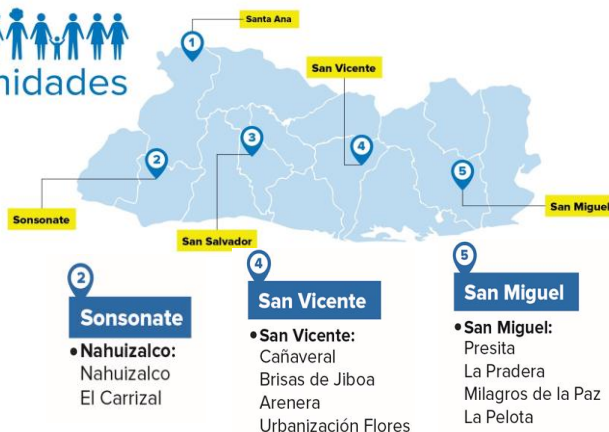 Santa Ana
1
nidades
San Vicente
3
4
2
5
Sonsonate
San Miguel
San Salvador
2
Sonsonate
• Nahuizalco:
Nahuizalco
El Carrizal
4
San Vicente
• San Vicente:
Cañaveral
Brisas de Jiboa
Arenera
Urbanización Flores
5
San Miguel
• San Miguel:
Presita
La Pradera
Milagros de la Paz
La Pelota